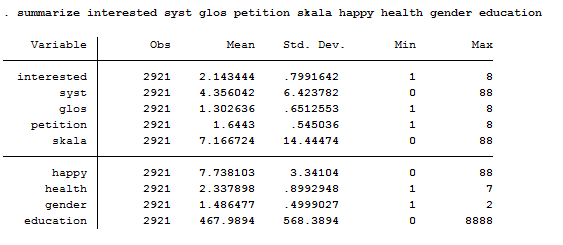 . summarize interested syst glos petition skala happy health gender education
Variable Obs Mean Std. Dev. Min Max
interested 2921 2.143444 .7991642 1 8
syst 2921 4.356042 6.423782 0 88
glos 2921 1.302636 .6512553 1 8
petition 2921 1.6443 .545036 1 8
skala 2921 7.166724 14.44474 0 88
happy 2921 7.738103 3.34104 0 88
health 2921 2.337898 .8992948 1 7
gender 2921 1.486477 .4999027 1 2
education 2921 467.9894 568.3894 0 8888